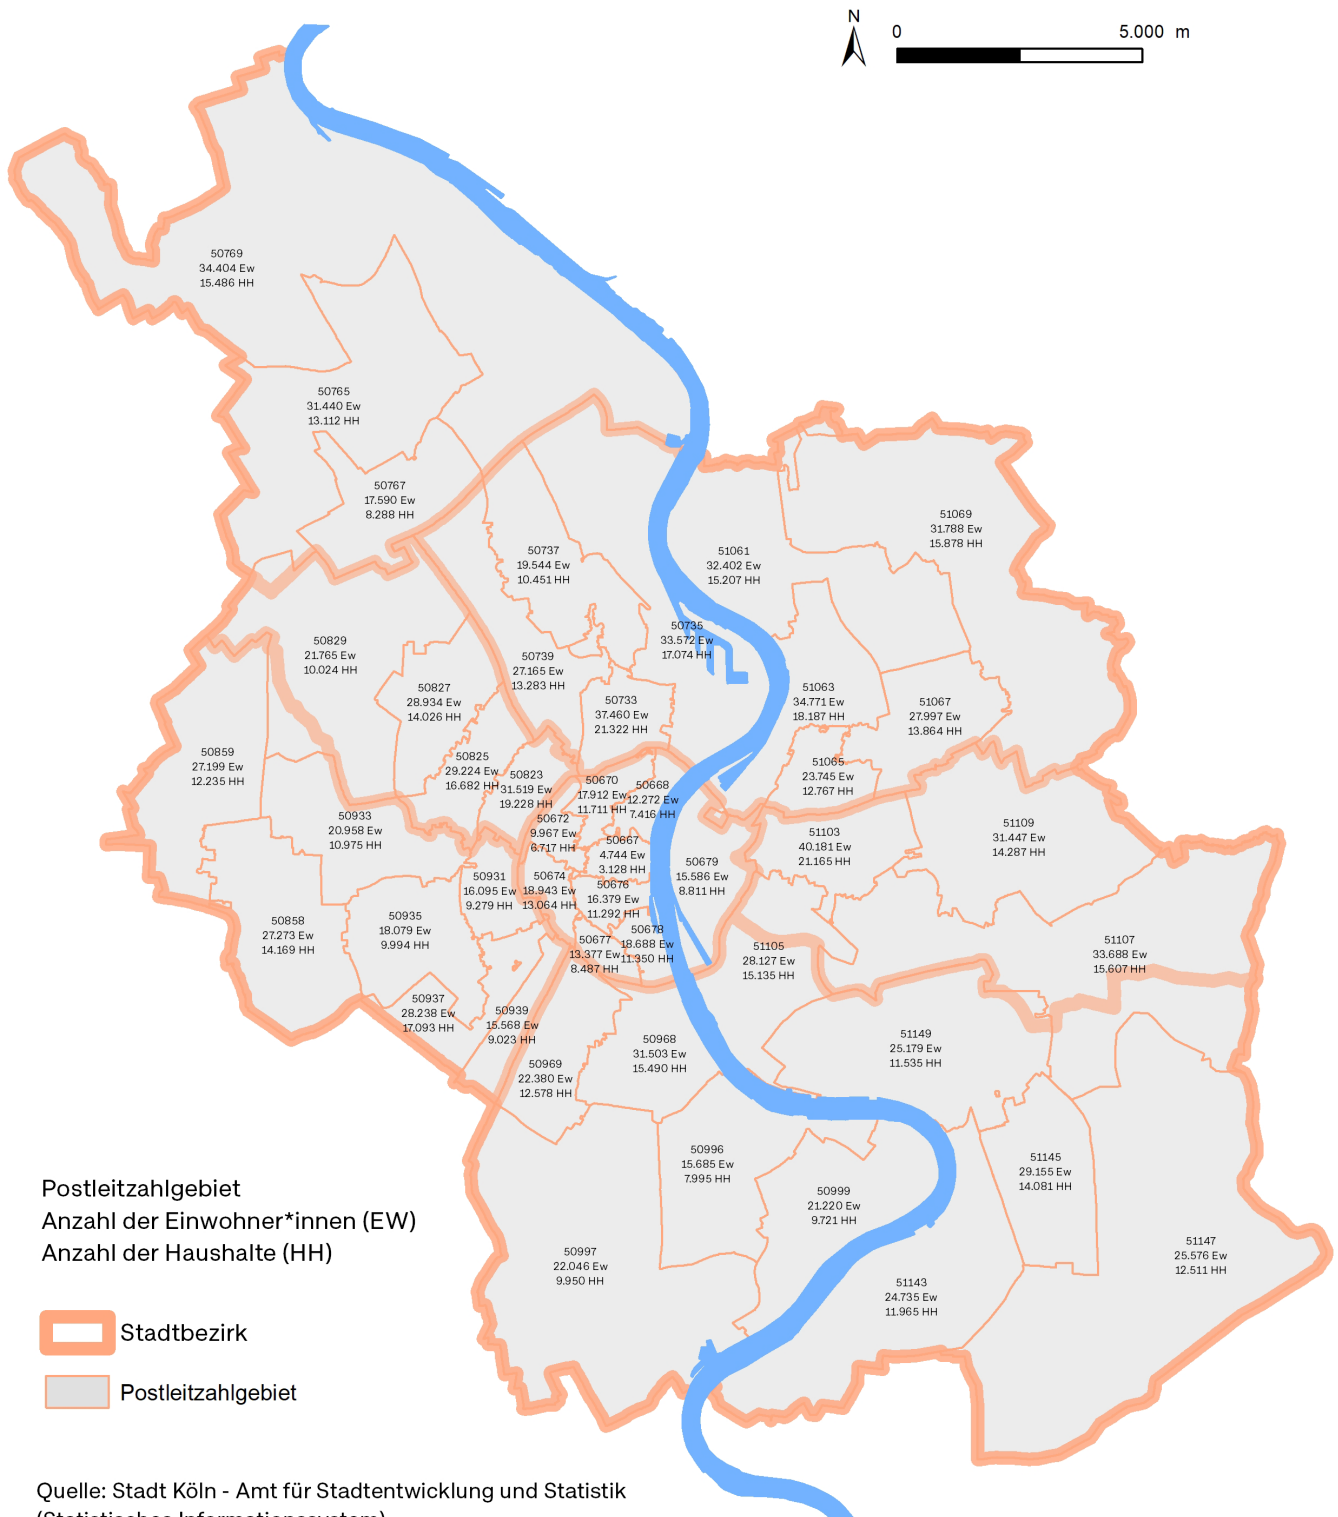 N
0 5.000 m
50769
34.404 Ew
15.486 HH
50765
31.440 Ew
13.112 HH
50767
17.590 Ew
8.288 HH
51069
31.788 Ew
15.878 HH
50737
19.544 Ew
10.451 HH
51061
32.402 Ew
15.207 HH
50735
33.572 Ew
17.074 HH
50829
21.765 Ew
10.024 HH
50739
27.165 Ew
13.283 HH
50827
28.934 Ew
14.026 HH
50733
37.460 Ew
21.322 HH
51063
34.771 Ew
18.187 HH
51067
27.997 Ew
13.864 HH
50859
27.199 Ew
12.235 HH
50825
29.224 Ew
16.682 HH
50823
31.519 Ew
19.228 HH
50670
17.912 Ew
11.711 HH
50668
12.272 Ew
7.416 HH
51065
23.745 Ew
12.767 HH
50933
20.958 Ew
10.975 HH
50672
9.967 Ew
6.717 HH
50667
4.744 Ew
3.128 HH
51103
40.181 Ew
21.165 HH
51109
31.447 Ew
14.287 HH
50931
16.095 Ew
9.279 HH
50674
18.943 Ew
13.064 HH
50676
16.379 Ew
11.292 HH
50679
15.586 Ew
8.811 HH
50858
27.273 Ew
14.169 HH
50935
18.079 Ew
9.994 HH
50677
13.377 Ew
8.487 HH
50678
18.688 Ew
11.350 HH
51105
28.127 Ew
15.135 HH
51107
33.688 Ew
15.607 HH
50937
28.238 Ew
17.093 HH
50939
15.568 Ew
9.023 HH
50968
31.503 Ew
15.490 HH
51149
25.179 Ew
11.535 HH
50969
22.380 Ew
12.578 HH
50996
15.685 Ew
7.995 HH
51145
29.155 Ew
14.081 HH
50999
21.220 Ew
9.721 HH
50997
22.046 Ew
9.950 HH
51147
25.576 Ew
12.511 HH
51143
24.735 Ew
11.965 HH
Postleitzahlgebiet
Anzahl der Einwohner*innen (EW)
Anzahl der Haushalte (HH)
Stadtbezirk
Postleitzahlgebiet
Quelle: Stadt Köln - Amt für Stadtentwicklung und Statistik
(Statistisches Informationssystem)